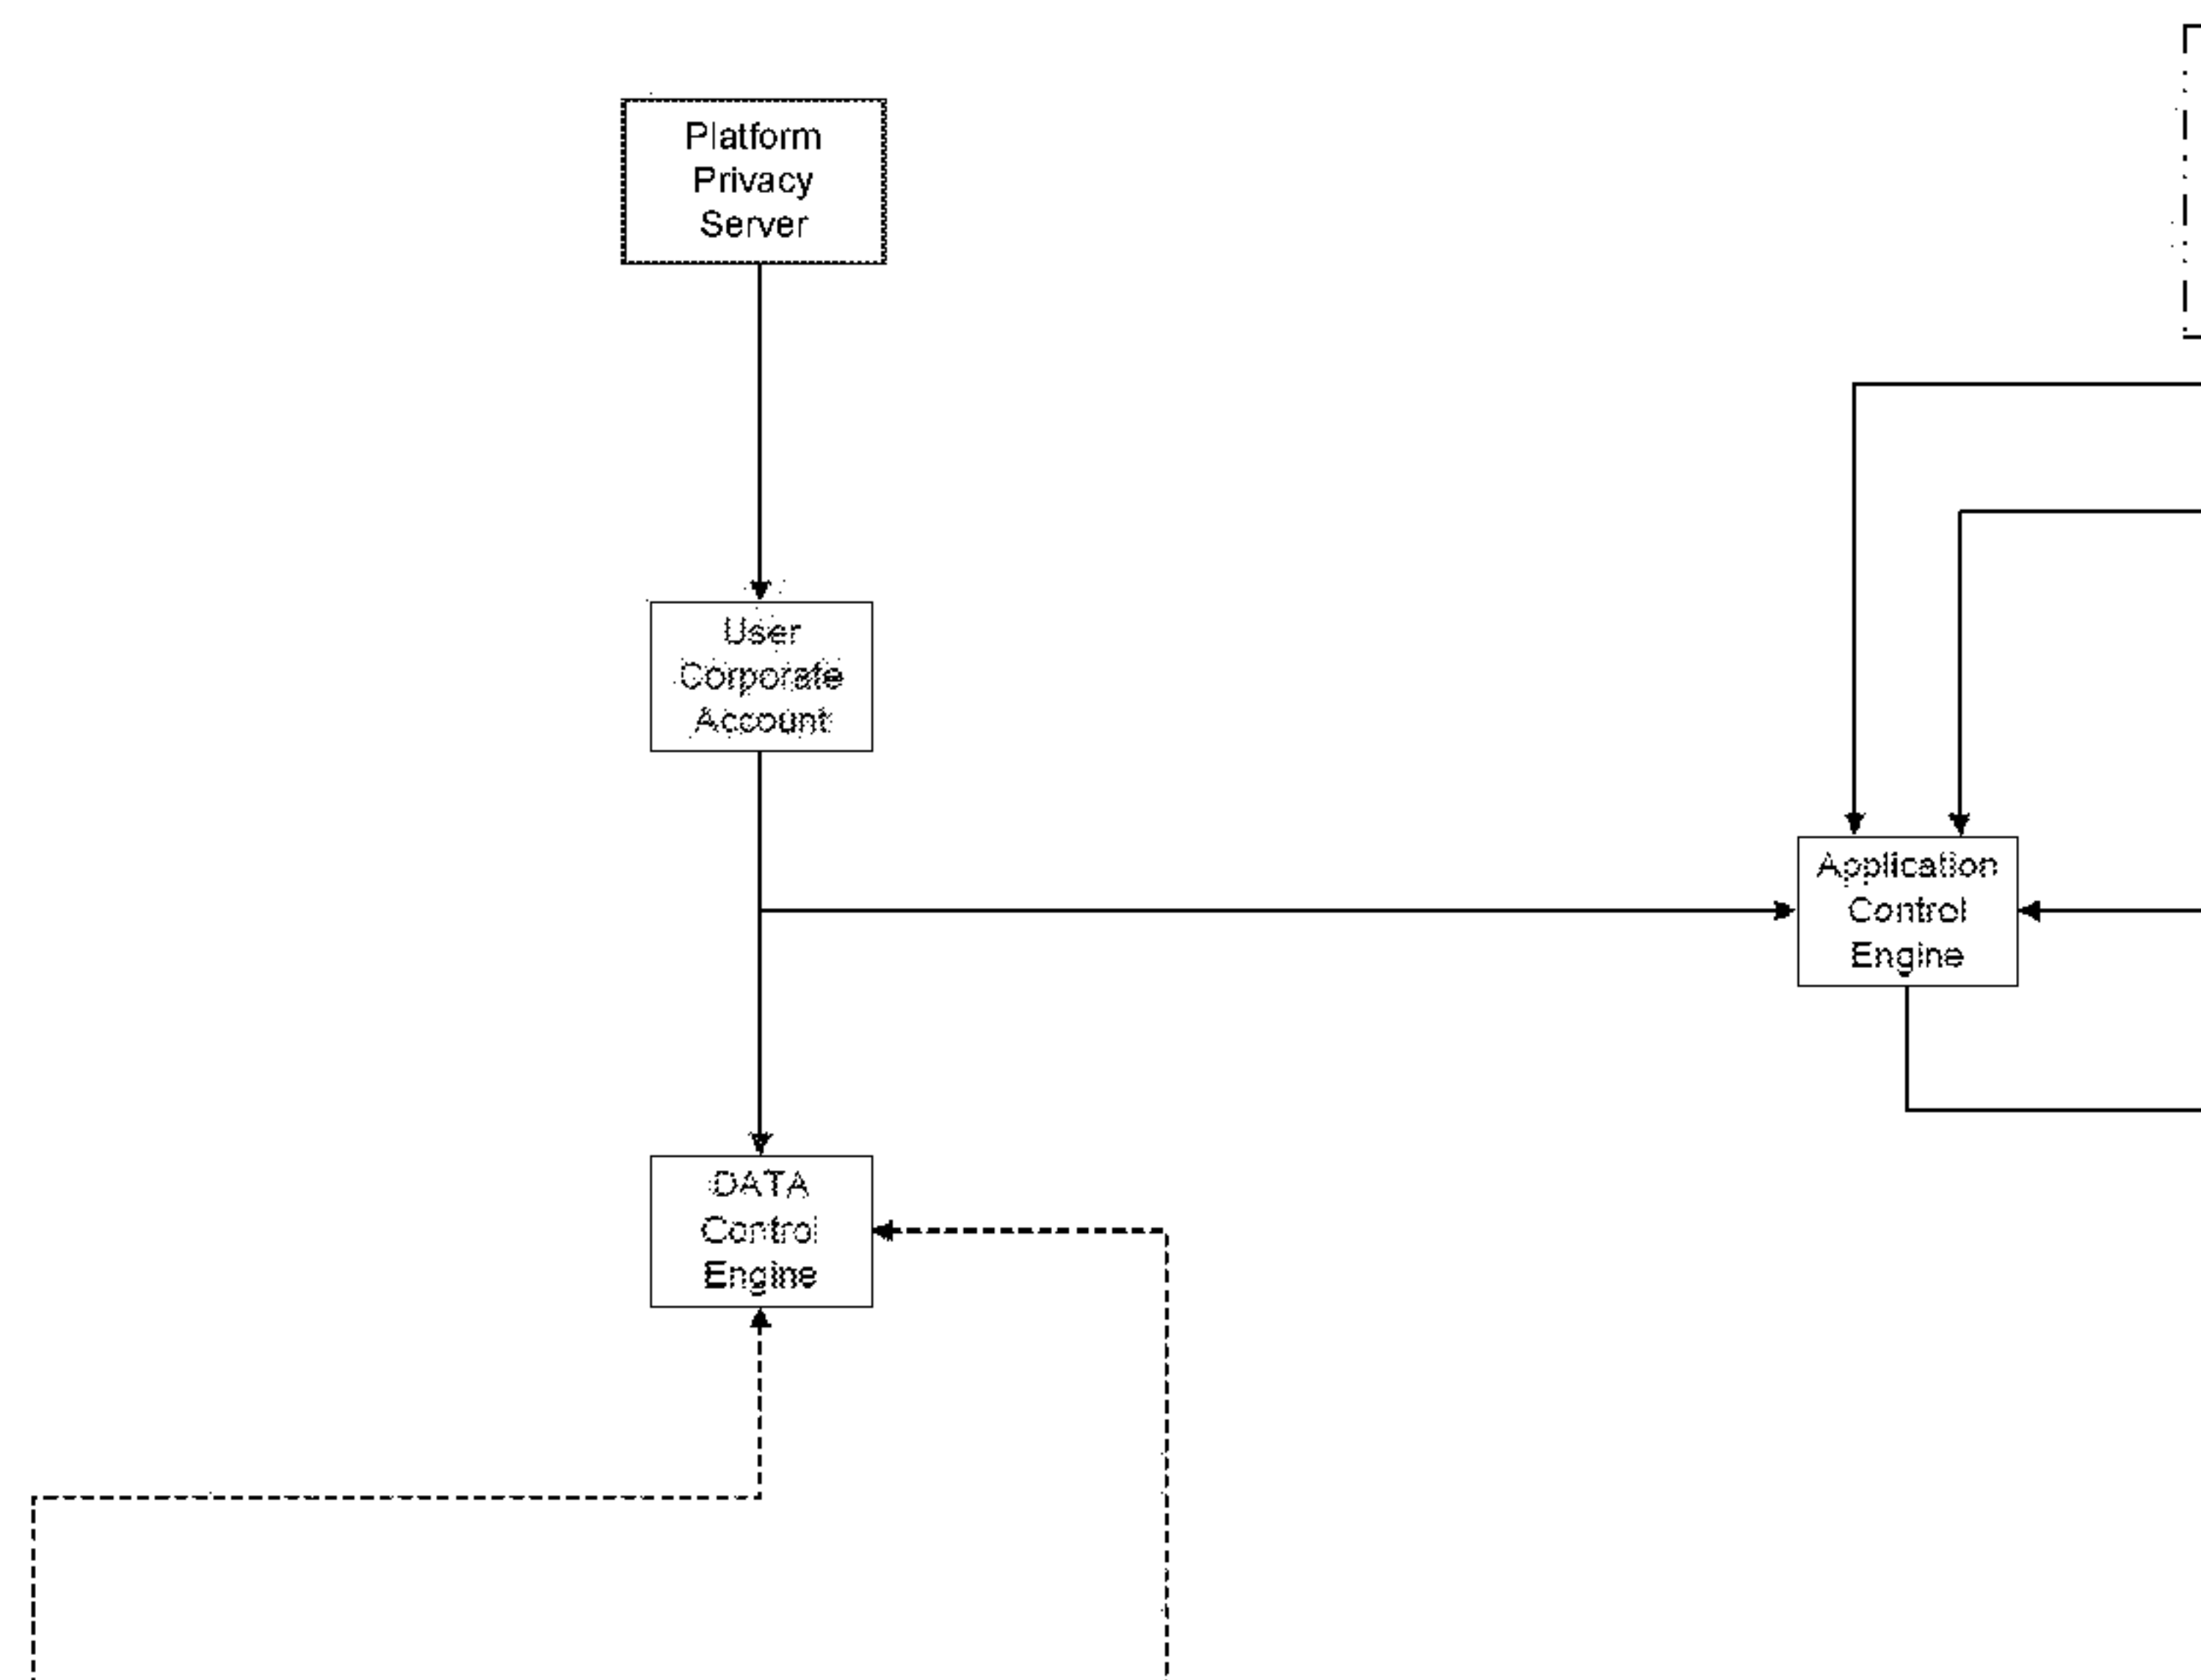 Platform
Privacy
Server
User
Corporate
Account
Application
Control
Engine
DATA
Control
Engine